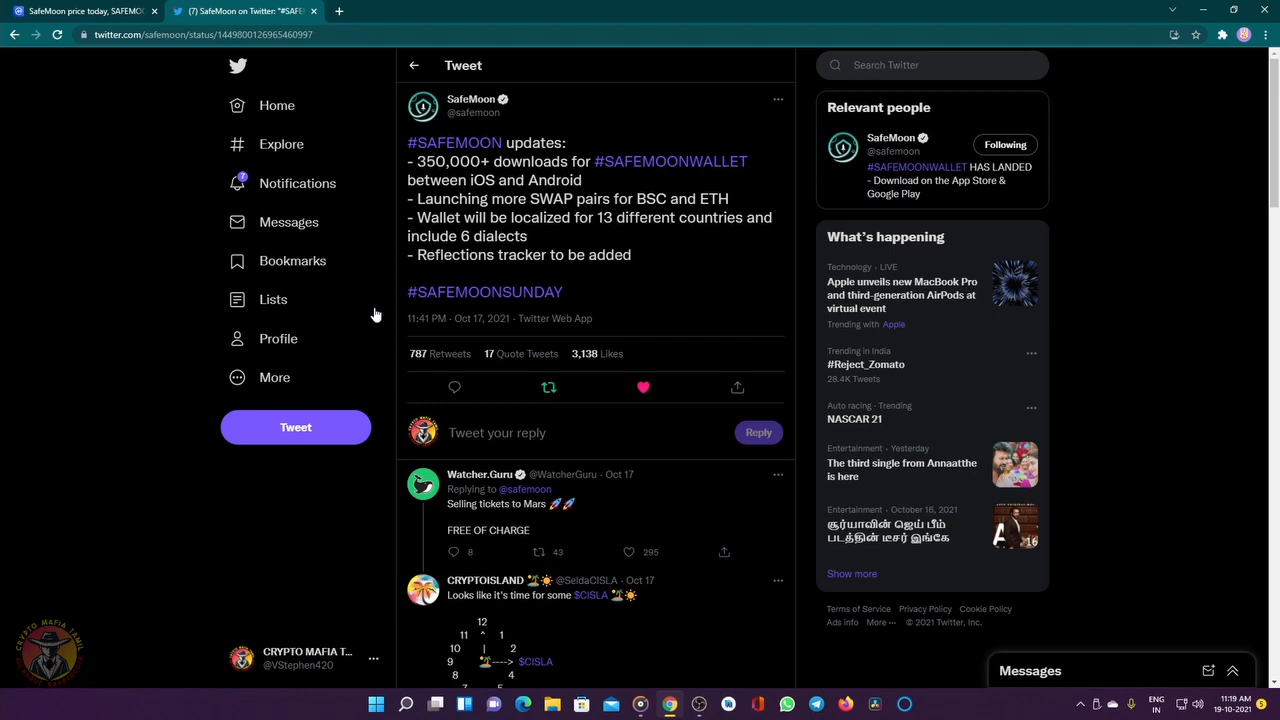 SafeMoon price today, SAFEMO
(7) SafeMoon on Twitter: "#SAFE
twitter.com/safemoon/status/1449800126965460997
Home
Explore
7
Notifications
Messages
Bookmarks
Lists
Profile
More
Tweet
CRYPTO MAFIA T...
@VStephen420
CRYPTO MAFIA TAMIL
Tweet
SafeMoon
@safemoon
#SAFEMOON updates:
- 350,000+ downloads for #SAFEMOONWALLET
between iOS and Android
- Launching more SWAP pairs for BSC and ETH
- Wallet will be localized for 13 different countries and
include 6 dialects
- Reflections tracker to be added
#SAFEMOONSUNDAY
11:41 PM · Oct 17, 2021 · Twitter Web App
787 Retweets 17 Quote Tweets 3,138 Likes
Tweet your reply
Reply
Watcher.Guru @WatcherGuru · Oct 17
Replying to @safemoon
Selling tickets to Mars 🚀🚀
FREE OF CHARGE
8 43 295
CRYPTOISLAND 🏝☀ @SeldaCISLA · Oct 17
Looks like it's time for some $CISLA 🏝☀
12
11 ^ 1
10 | 2
9 🏝----> $CISLA
8 4
7 5
Search Twitter
Relevant people
SafeMoon
@safemoon
Following
#SAFEMOONWALLET HAS LANDED
- Download on the App Store &
Google Play
What's happening
Technology · LIVE
Apple unveils new MacBook Pro
and third-generation AirPods at
virtual event
Trending with Apple
Trending in India
#Reject_Zomato
28.4K Tweets
Auto racing · Trending
NASCAR 21
Entertainment · Yesterday
The third single from Annaatthe
is here
Entertainment · October 16, 2021
சூர்யாவின் ஜெய் பீம்
படத்தின் டீசர் இங்கே
A 16
Show more
Terms of Service Privacy Policy Cookie Policy
Ads info More ··· © 2021 Twitter, Inc.
Messages
ENG
IN
11:19 AM
19-10-2021
5